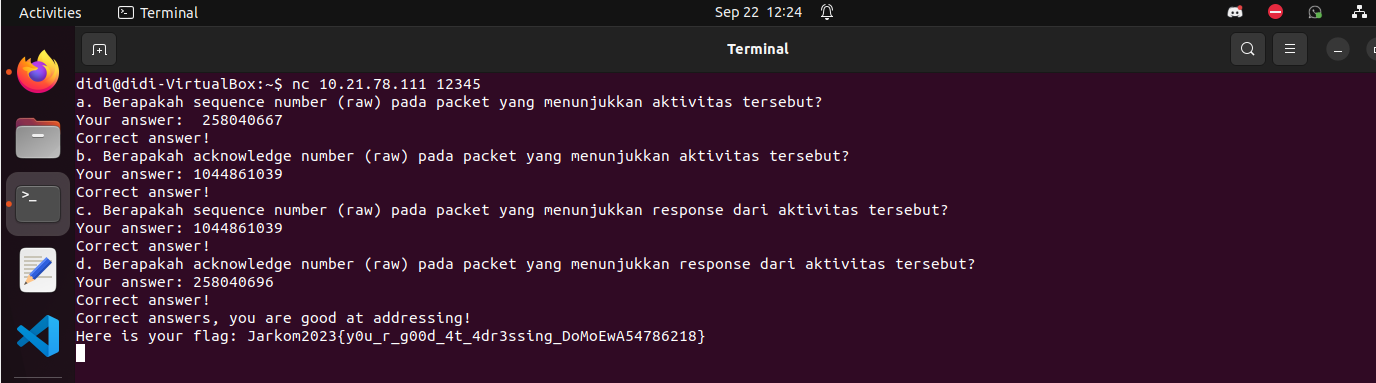 Activities Terminal Sep 22 12:24
Terminal
didi@didi-VirtualBox:~$ nc 10.21.78.111 12345
a. Berapakah sequence number (raw) pada packet yang menunjukkan aktivitas tersebut?
Your answer:  258040667
Correct answer!
b. Berapakah acknowledge number (raw) pada packet yang menunjukkan aktivitas tersebut?
Your answer: 1044861039
Correct answer!
c. Berapakah sequence number (raw) pada packet yang menunjukkan response dari aktivitas tersebut?
Your answer: 1044861039
Correct answer!
d. Berapakah acknowledge number (raw) pada packet yang menunjukkan response dari aktivitas tersebut?
Your answer: 258040696
Correct answer!
Correct answers, you are good at addressing!
Here is your flag: Jarkom2023{y0u_r_g00d_4t_4dr3ssing_DoMoEwA54786218}